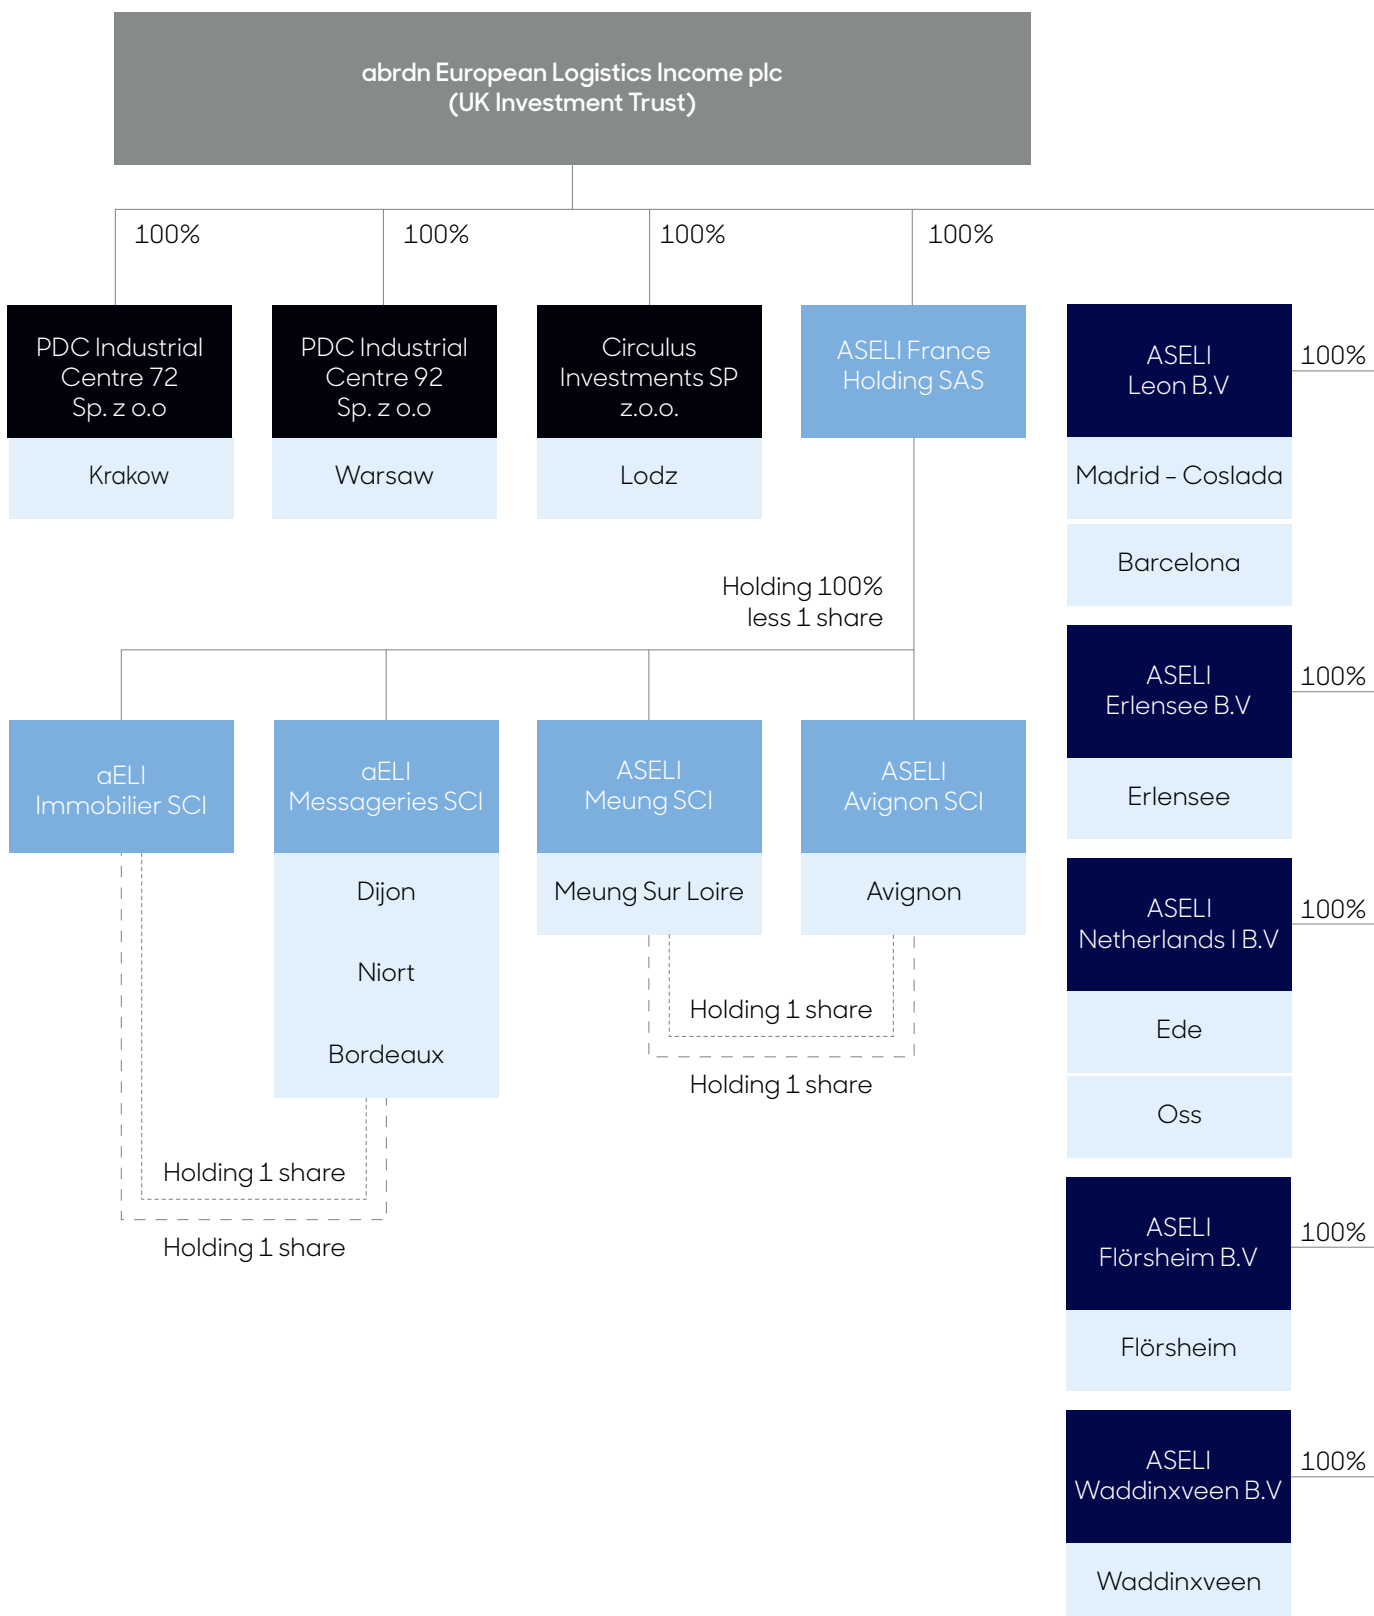 abrdn European Logistics Income plc
(UK Investment Trust)
100%
100%
100%
100%
PDC Industrial
Centre 72
Sp. z o.o
Krakow
PDC Industrial
Centre 92
Sp. z o.o
Warsaw
Circulus
Investments SP
z.o.o.
Lodz
ASELI France
Holding SAS
Holding 100%
less 1 share
aELI
Immobilier SCI
aELI
Messageries SCI
Dijon
Niort
Bordeaux
ASELI
Meung SCI
Meung Sur Loire
ASELI
Avignon SCI
Avignon
Holding 1 share
Holding 1 share
Holding 1 share
Holding 1 share
ASELI
Leon B.V
100%
Madrid – Coslada
Barcelona
ASELI
Erlensee B.V
100%
Erlensee
ASELI
Netherlands I B.V
100%
Ede
Oss
ASELI
Flörsheim B.V
100%
Flörsheim
ASELI
Waddinxveen B.V
100%
Waddinxveen